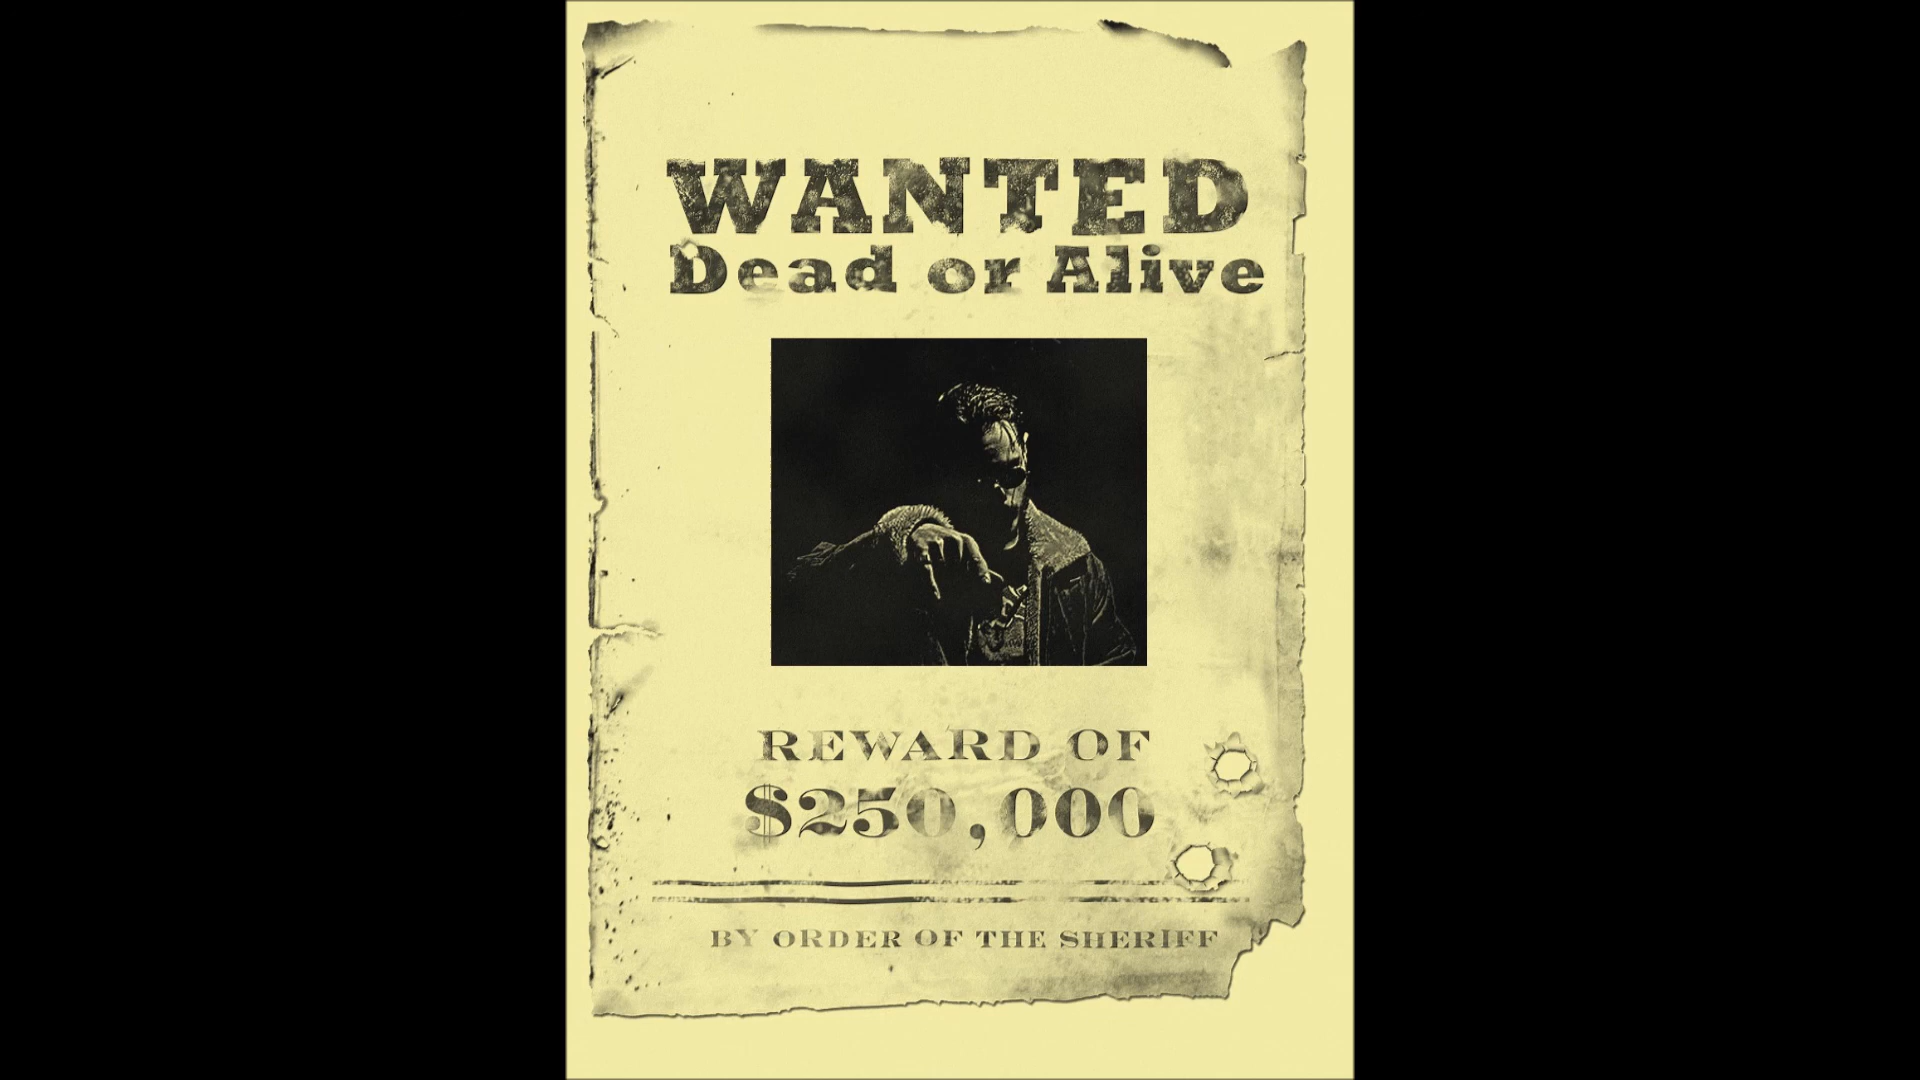 WANTED
Dead or Alive
REWARD OF
$250,000
BY ORDER OF THE SHERIFF